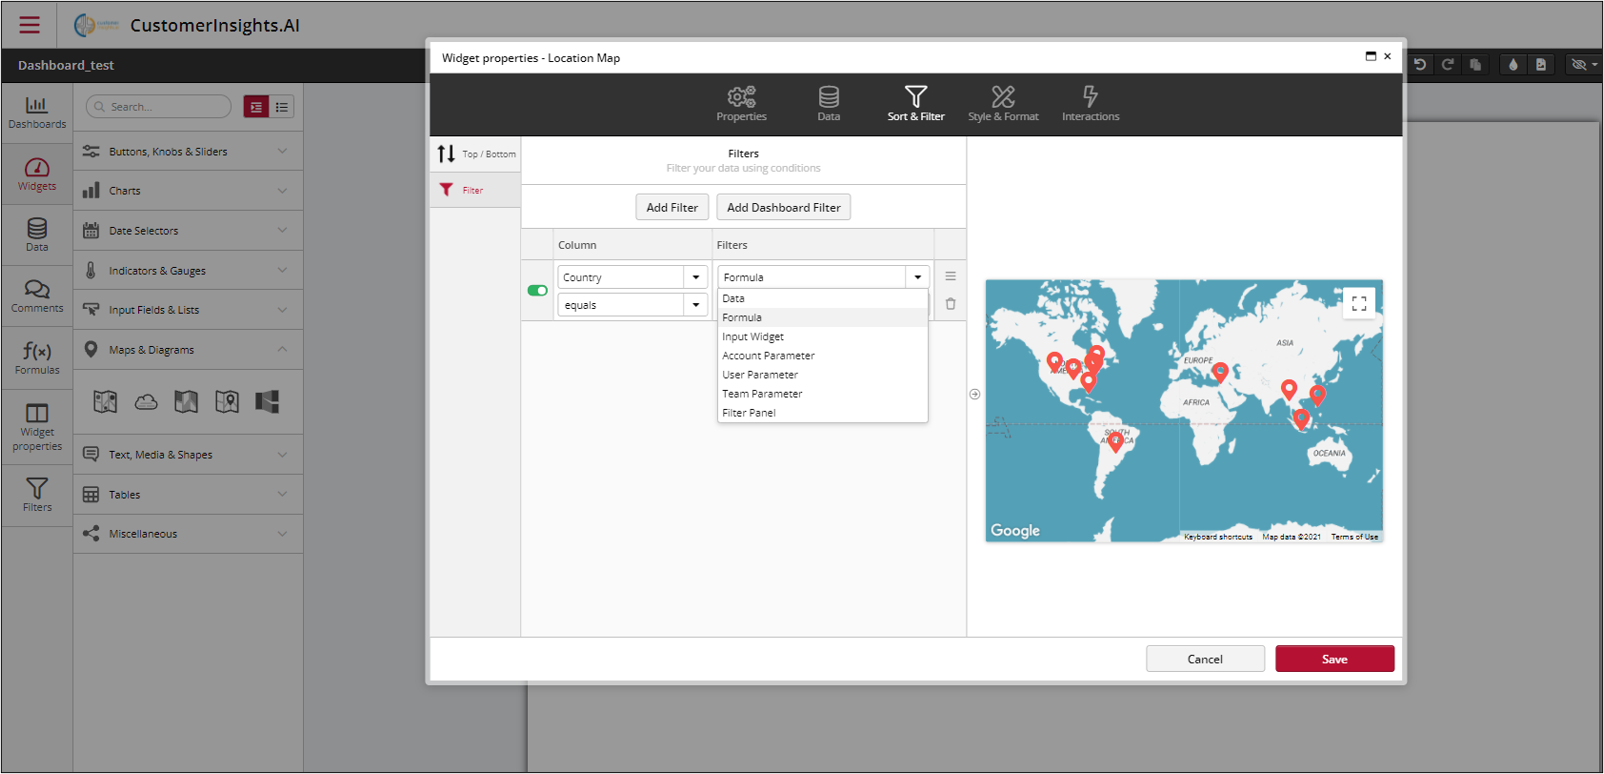 CustomerInsights.AI
Dashboard_test
Dashboards
Widgets
Data
Comments
f(x)
Formulas
Widget
properties
Filters
Search...
Buttons, Knobs & Sliders
Charts
Date Selectors
Indicators & Gauges
Input Fields & Lists
Maps & Diagrams
Text, Media & Shapes
Tables
Miscellaneous
Widget properties - Location Map
Properties
Data
Sort & Filter
Style & Format
Interactions
Top / Bottom
Filter
Filters
Filter your data using conditions
Add Filter
Add Dashboard Filter
Column
Filters
Country
Formula
equals
Data
Formula
Input Widget
Account Parameter
User Parameter
Team Parameter
Filter Panel
ASIA
EUROPE
AFRICA
OCEANIA
SOUTH
Google
Keyboard shortcuts
Map data ©2021
Terms of Use
Cancel
Save